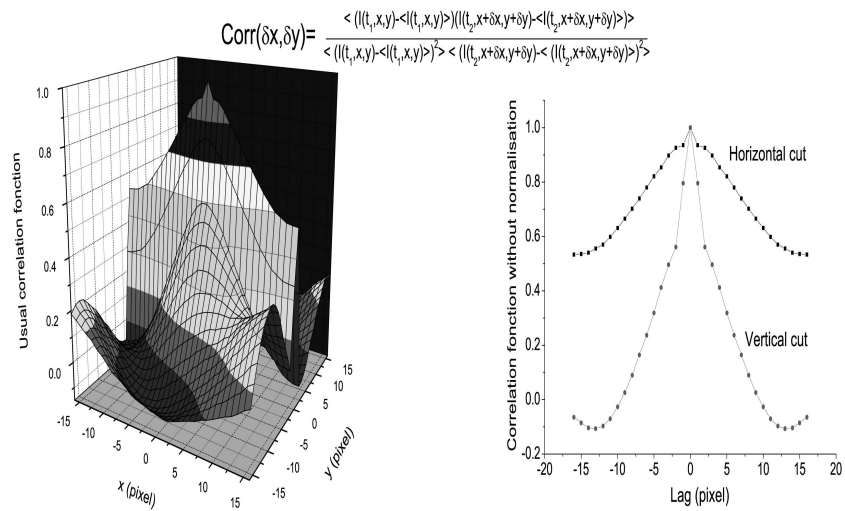 Corr(δx,δy)=
< (I(t₁,x,y)-<I(t₁,x,y)>)(I(t₂,x+δx,y+δy)-<I(t₂,x+δx,y+δy)>)>
< (I(t₁,x,y)-<I(t₁,x,y)>)²> < (I(t₂,x+δx,y+δy)-< (I(t₂,x+δx,y+δy)>)²>
Usual correlation fonction
1.0
0.8
0.6
0.4
0.2
0.0
-15
-10
-5
0
5
10
15
x (pixel)
-15
-10
-5
0
5
10
15
y (pixel)
Correlation fonction without normalisation
1.0
0.8
0.6
0.4
0.2
0.0
-0.2
Horizontal cut
Vertical cut
-20 -15 -10 -5 0 5 10 15 20
Lag (pixel)